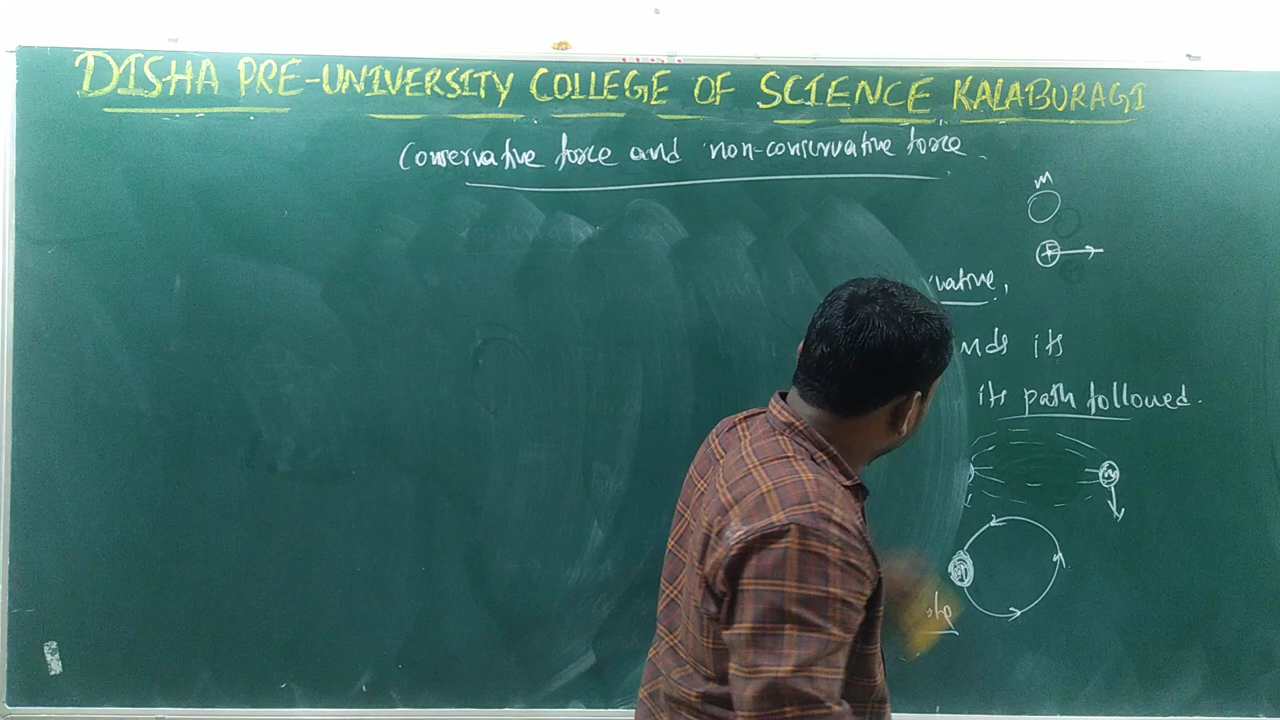 DISHA PRE-UNIVERSITY COLLEGE OF SCIENCE KALABURAGI
Conservative force and non-conservative force.
m
+
vative,
nds its
its path followed.